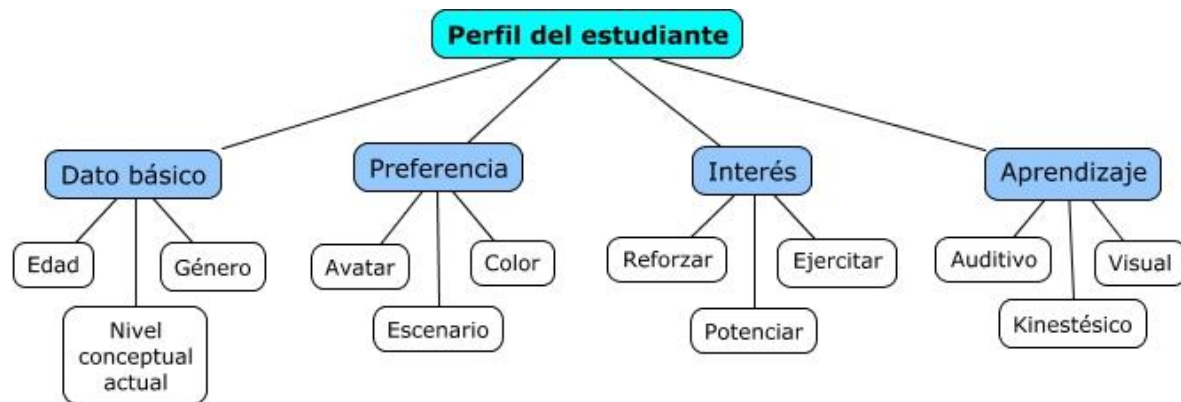 Perfil del estudiante
Dato básico
Preferencia
Interés
Aprendizaje
Edad
Género
Nivel
conceptual
actual
Avatar
Color
Escenario
Reforzar
Ejercitar
Potenciar
Auditivo
Visual
Kinestésico